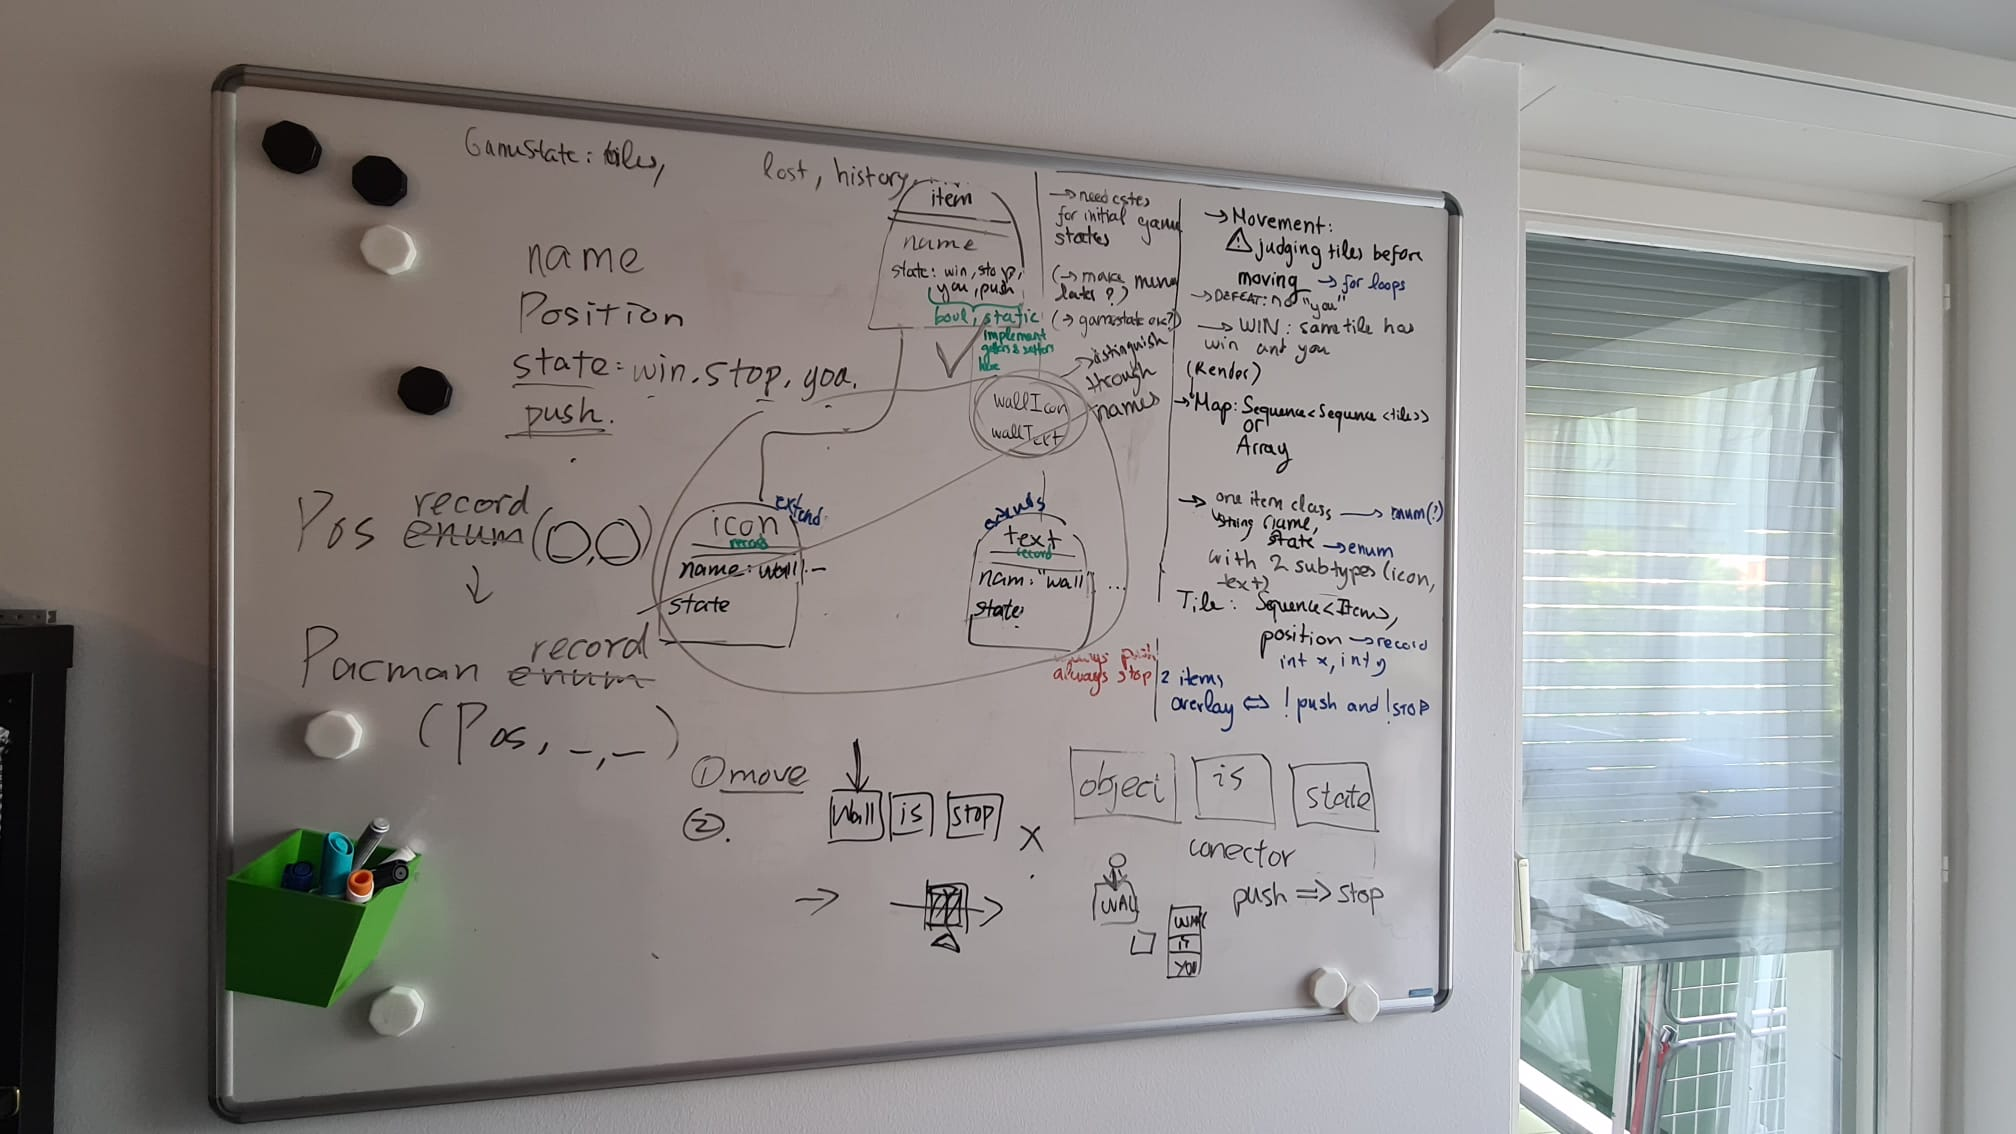 GameState: tiles,
lost, history,
name
Position
state: win, stop, you,
push.
Pos record
enum (O,O)
Pacman record
enum
(Pos, _,_)
item
name
state: win, stop,
you, push
bool, static
implement
getters & setters
here
→ need
for initial game
states
(→ make menu
later?)
(→ gamestate
→ distinguish
through
names
wallIcon
wallText
extend
icon
record
name: wall
state
extends
text
record
nam: "wall" ...
state
always push
always stop
→ Movement:
⚠ judging tiles before
moving → for loops
→ DEFEAT: no "you"
→ WIN: same tile has
win and you
(Render)
→ Map: Sequence<Sequence<tiles>>
or
Array
→ one item class → enum(?)
string name,
state → enum
with 2 subtypes (icon,
text)
Tile: Sequence<Item>,
position → record
int x, int y
2 items
overlay ⇔ !push and !STOP
① move
②.
Wall is stop
X
→
object is state
conector
push ⇒ stop
WALL
WALL
is
YOU